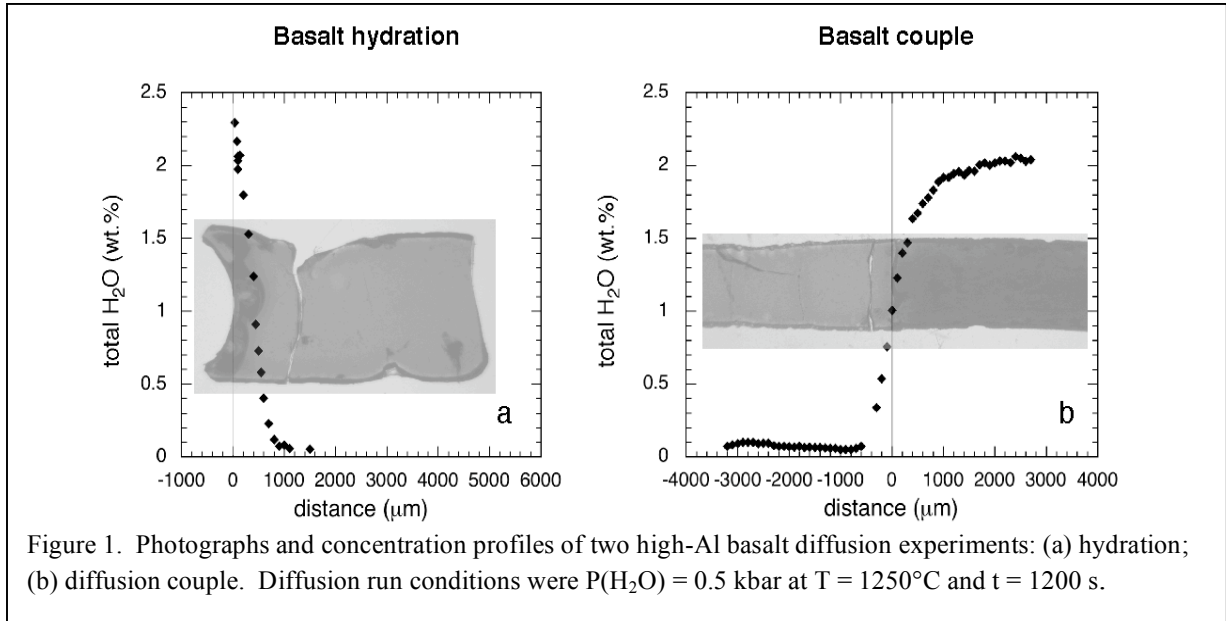 Basalt hydration
Basalt couple
2.5
2
1.5
1
0.5
0
total H₂O (wt.%)
-1000 0 1000 2000 3000 4000 5000 6000
distance (μm)
a
2.5
2
1.5
1
0.5
0
total H₂O (wt.%)
-4000 -3000 -2000 -1000 0 1000 2000 3000 4000
distance (μm)
b
Figure 1. Photographs and concentration profiles of two high-Al basalt diffusion experiments: (a) hydration;
(b) diffusion couple. Diffusion run conditions were P(H₂O) = 0.5 kbar at T = 1250°C and t = 1200 s.